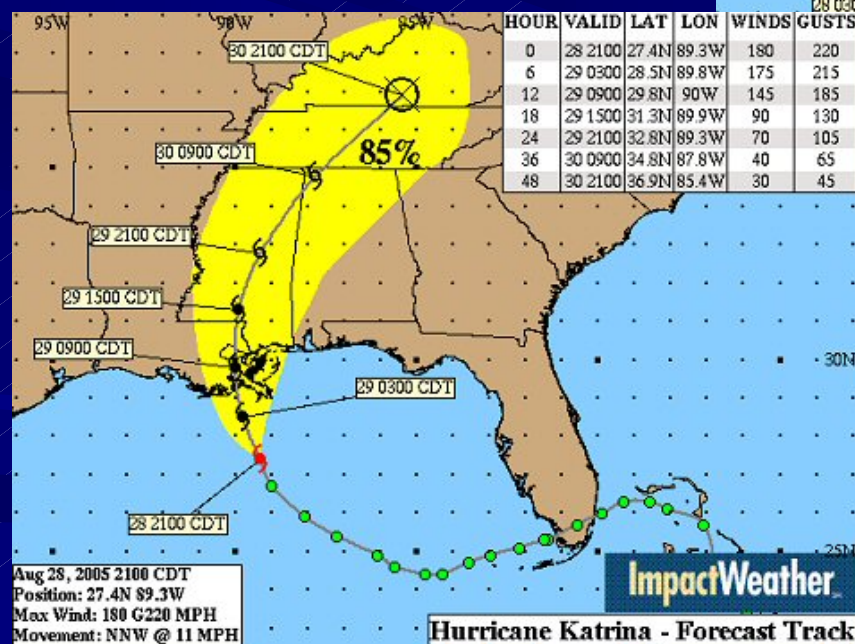 28 030
95W 90W 85W
HOUR VALID LAT LON WINDS GUSTS
0 28 2100 27.4N 89.3W 180 220
6 29 0300 28.5N 89.8W 175 215
12 29 0900 29.8N 90W 145 185
18 29 1500 31.3N 89.9W 90 130
24 29 2100 32.8N 89.3W 70 105
36 30 0900 34.8N 87.8W 40 65
48 30 2100 36.9N 85.4W 30 45
30 2100 CDT
30 0900 CDT
85%
29 2100 CDT
29 1500 CDT
29 0900 CDT
30N
29 0300 CDT
28 2100 CDT
25N
Aug 28, 2005 2100 CDT
Position: 27.4N 89.3W
Max Wind: 180 G220 MPH
Movement: NNW @ 11 MPH
ImpactWeather
Hurricane Katrina - Forecast Track